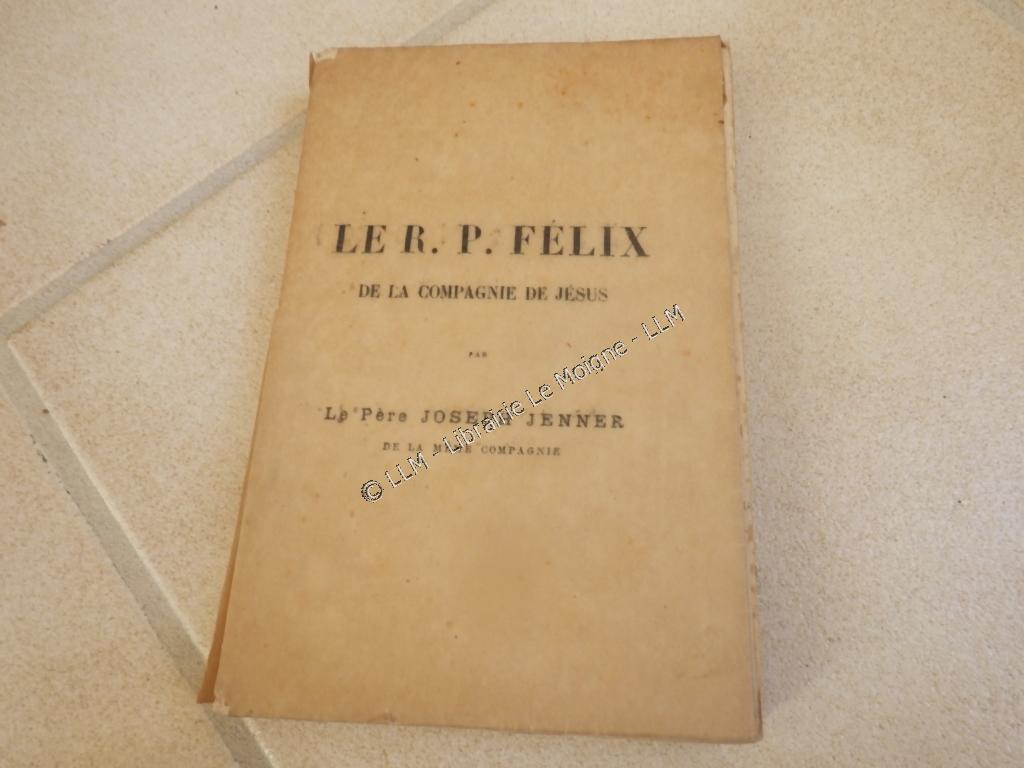 LE R. P. FÉLIX
DE LA COMPAGNIE DE JÉSUS
PAR
Le Père JOSEPH JENNER
DE LA MÊME COMPAGNIE
© LLM - Librairie Le Moigne - LLM